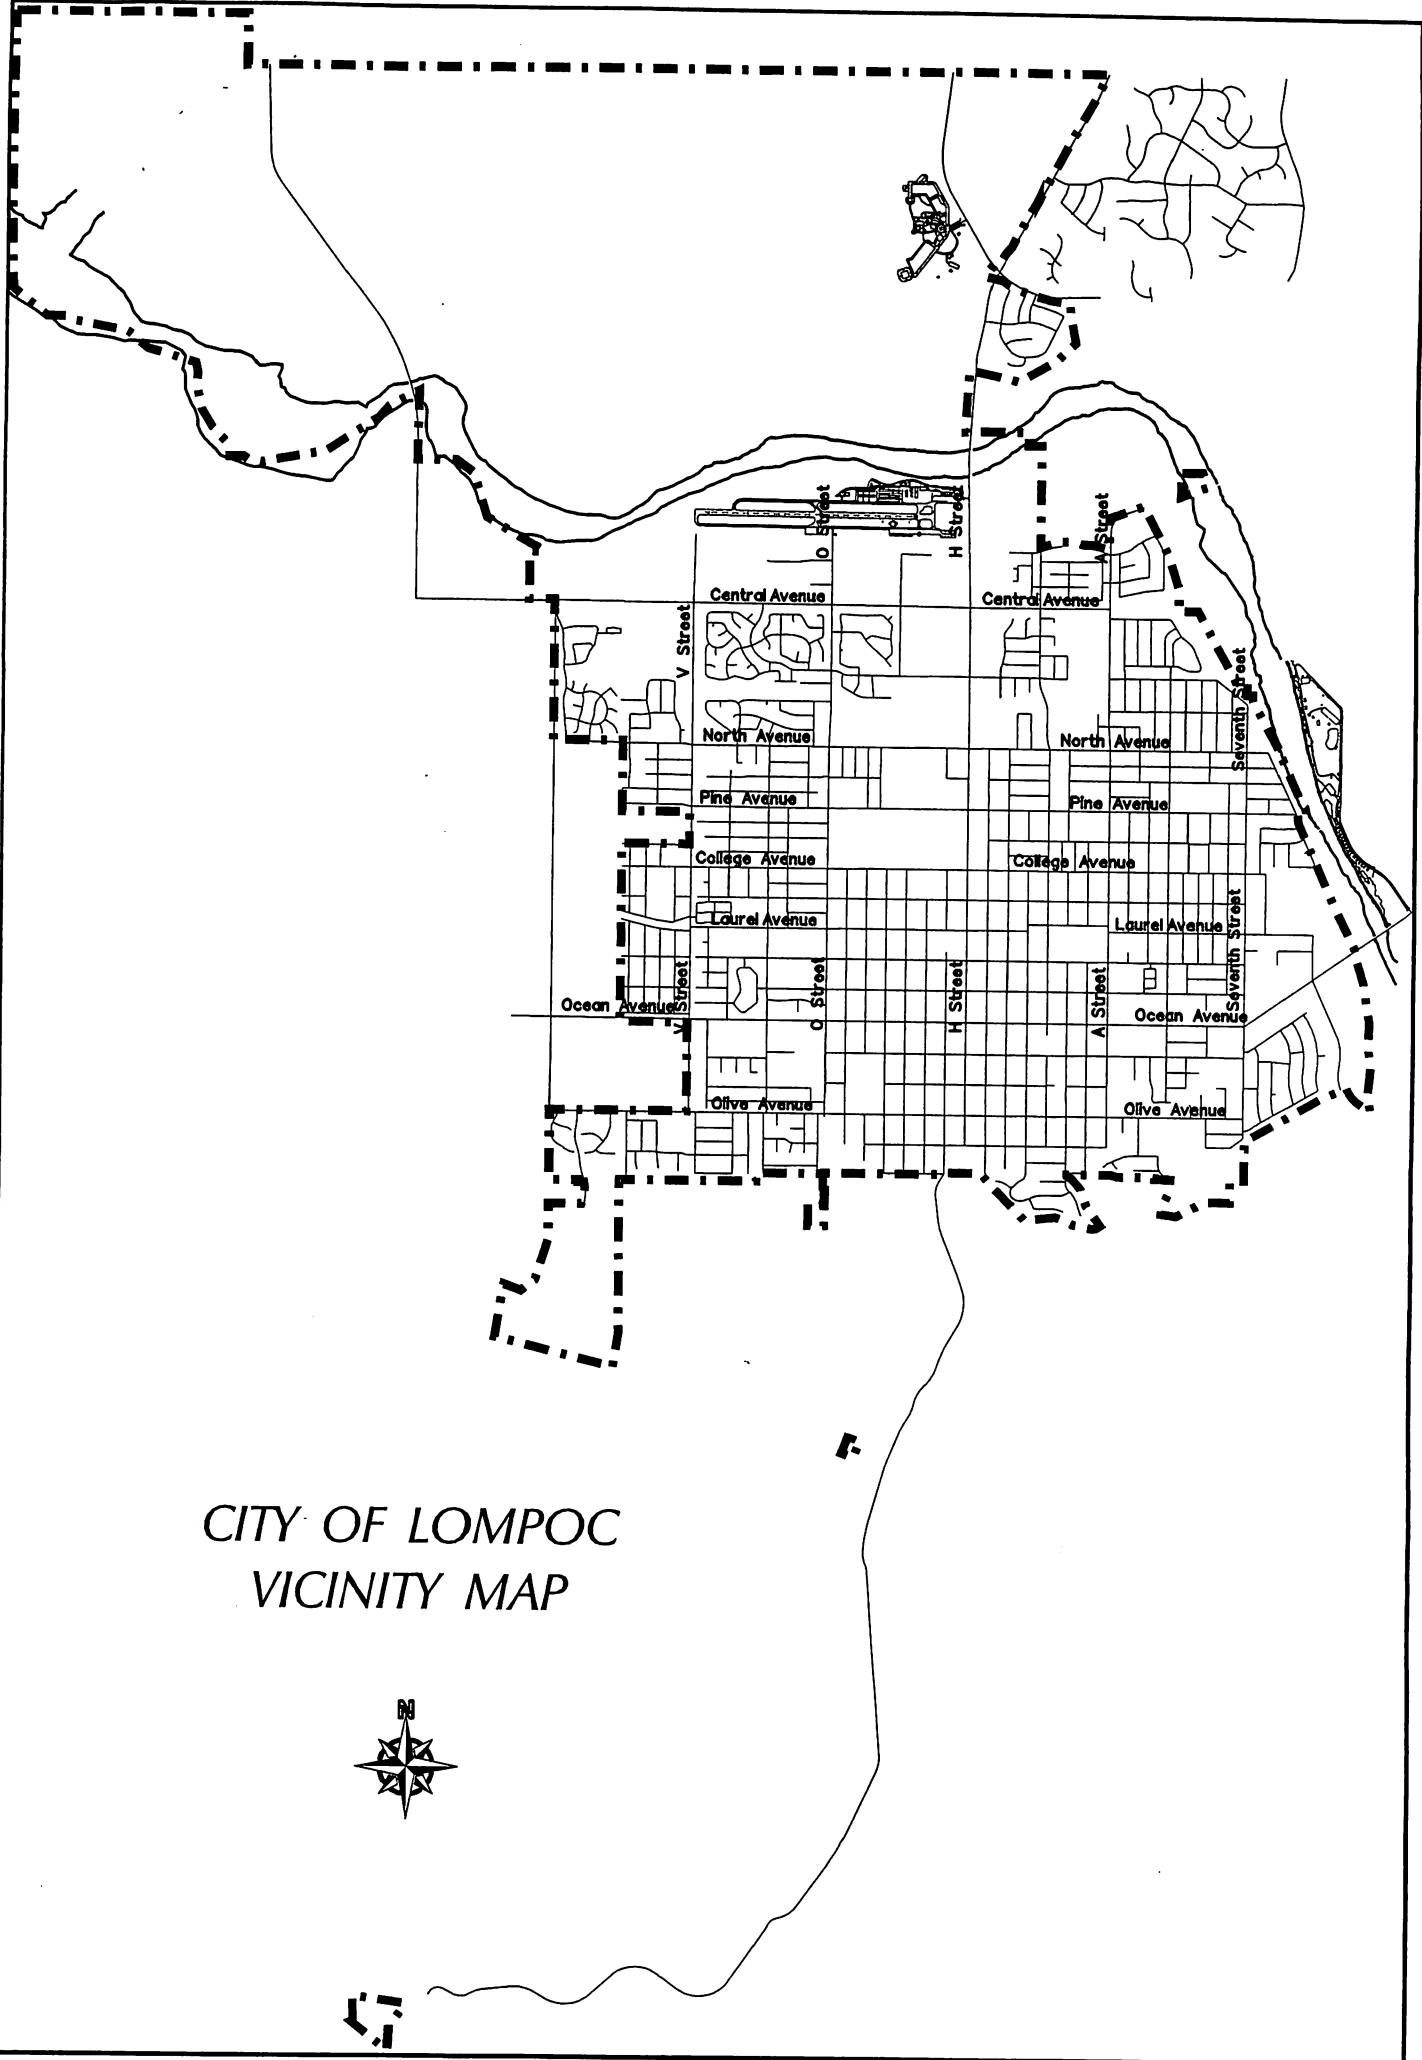 O Street
H Street
A Street
Central Avenue
Central Avenue
V Street
Seventh Street
North Avenue
North Avenue
Pine Avenue
Pine Avenue
College Avenue
College Avenue
Laurel Avenue
Laurel Avenue
Seventh Street
V Street
O Street
H Street
A Street
Ocean Avenue
Ocean Avenue
Olive Avenue
Olive Avenue
CITY OF LOMPOC
VICINITY MAP
N